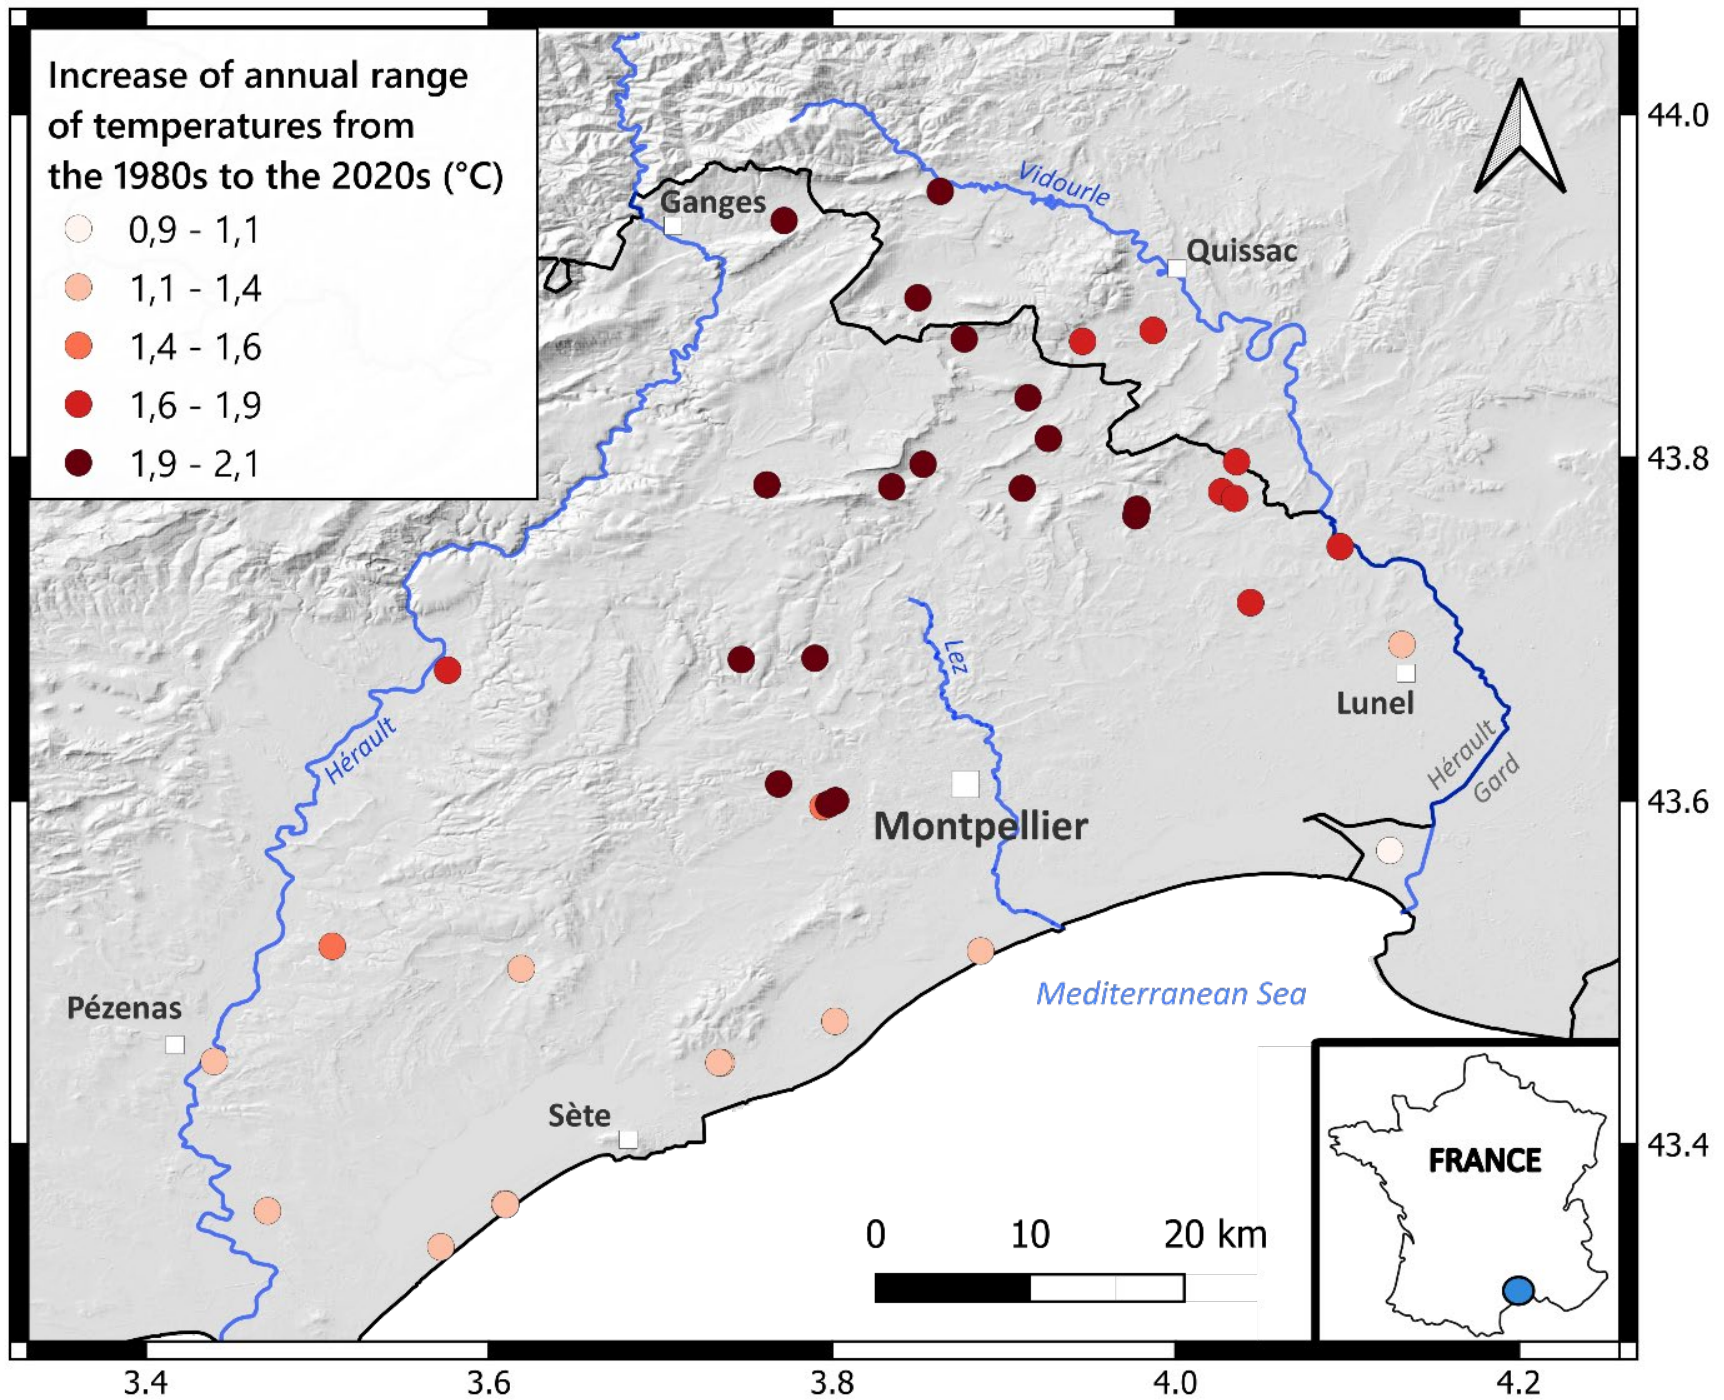 Increase of annual range
of temperatures from
the 1980s to the 2020s (°C)
0,9 - 1,1
1,1 - 1,4
1,4 - 1,6
1,6 - 1,9
1,9 - 2,1
44.0
Vidourle
Ganges
Quissac
43.8
Lez
Lunel
Hérault
Hérault
Gard
43.6
Montpellier
Mediterranean Sea
Pézenas
Sète
43.4
FRANCE
0 10 20 km
3.4 3.6 3.8 4.0 4.2